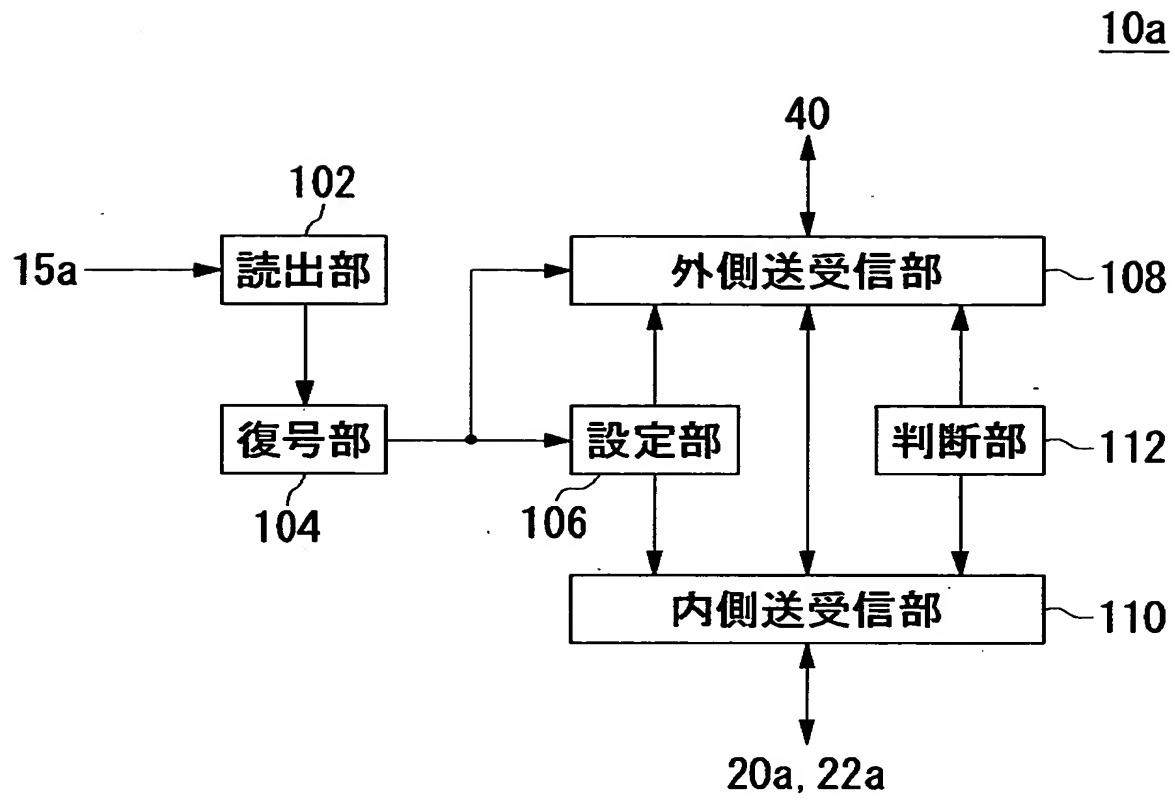 10a
40
102
15a
読出部
外側送受信部
108
復号部
設定部
判断部
112
104
106
内側送受信部
110
20a, 22a